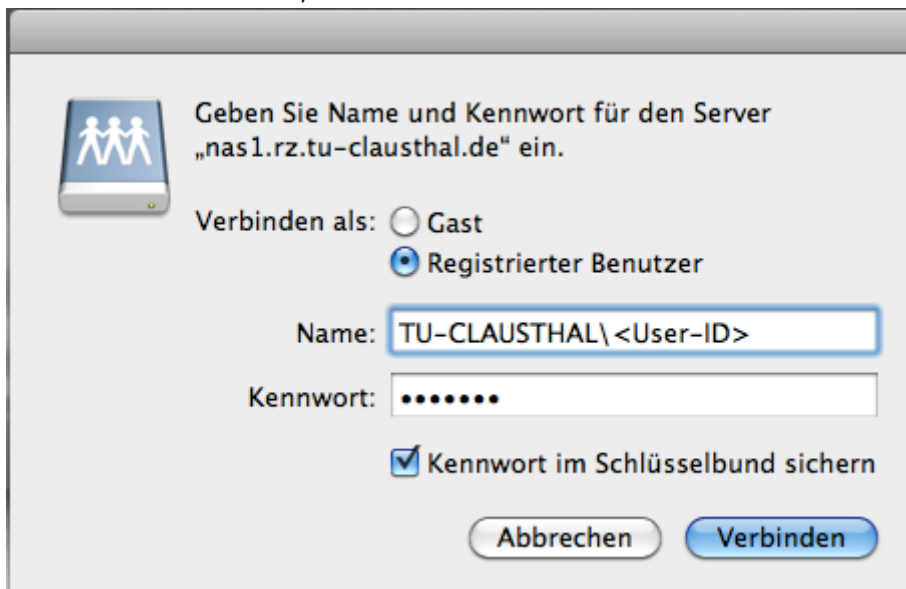 Geben Sie Name und Kennwort für den Server
„nas1.rz.tu-clausthal.de“ ein.
Verbinden als: Gast
Registrierter Benutzer
Name: TU-CLAUSTHAL\<User-ID>
Kennwort: •••••••
Kennwort im Schlüsselbund sichern
Abbrechen Verbinden